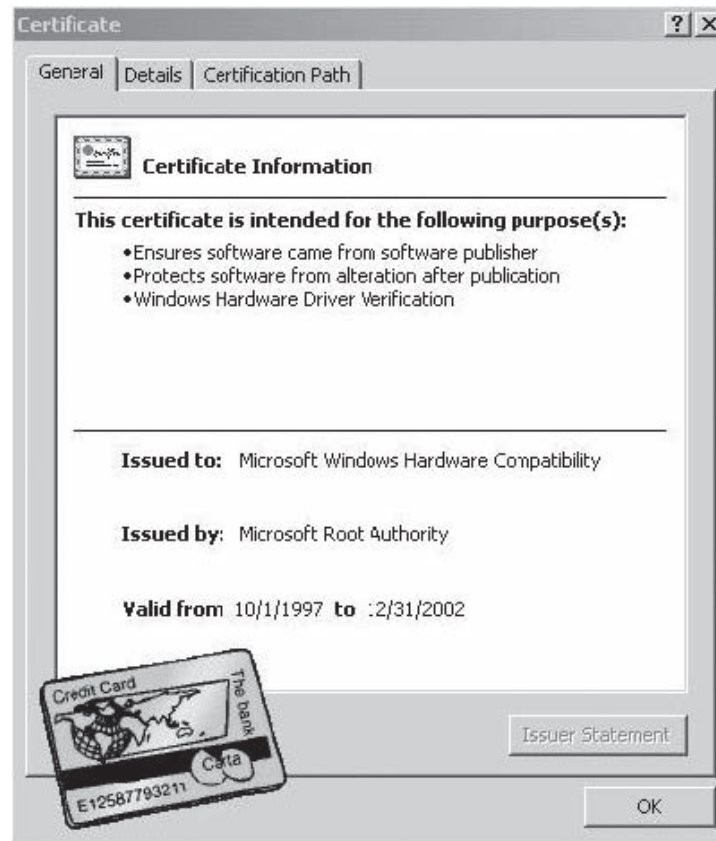 Certificate
? X
General Details Certification Path
Certificate Information
This certificate is intended for the following purpose(s):
•Ensures software came from software publisher
•Protects software from alteration after publication
•Windows Hardware Driver Verification
Issued to: Microsoft Windows Hardware Compatibility
Issued by: Microsoft Root Authority
Valid from 10/1/1997 to :2/31/2002
Credit Card
The bank
Carta
E12587793211
Issuer Statement
OK